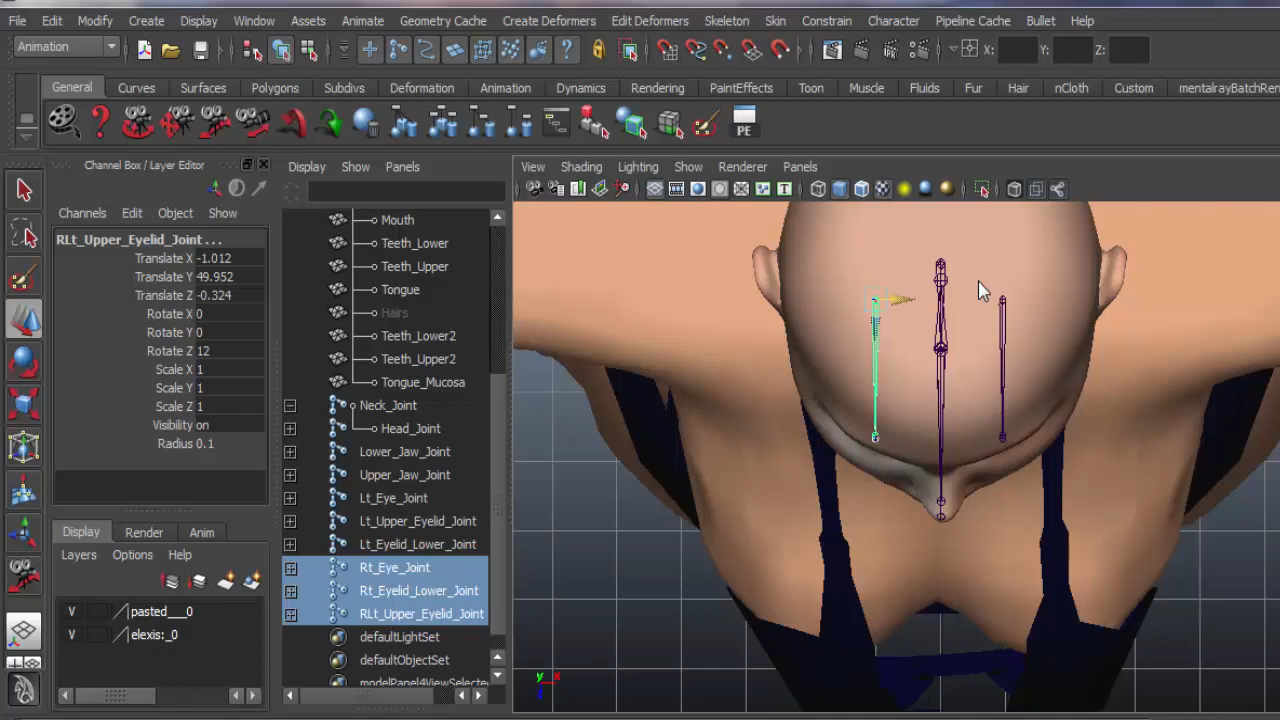 File Edit Modify Create Display Window Assets Animate Geometry Cache Create Deformers Edit Deformers Skeleton Skin Constrain Character Pipeline Cache Bullet Help
Animation X: Y: Z:
General Curves Surfaces Polygons Subdivs Deformation Animation Dynamics Rendering PaintEffects Toon Muscle Fluids Fur Hair nCloth Custom mentalrayBatchRen
PE
Channel Box / Layer Editor
Channels Edit Object Show
RLt_Upper_Eyelid_Joint . . .
Translate X -1.012
Translate Y 49.952
Translate Z -0.324
Rotate X 0
Rotate Y 0
Rotate Z 12
Scale X 1
Scale Y 1
Scale Z 1
Visibility on
Radius 0.1
Display Render Anim
Layers Options Help
V pasted___0
V elexis:_0
Display Show Panels
Mouth
Teeth_Lower
Teeth_Upper
Tongue
Hairs
Teeth_Lower2
Teeth_Upper2
Tongue_Mucosa
Neck_Joint
Head_Joint
Lower_Jaw_Joint
Upper_Jaw_Joint
Lt_Eye_Joint
Lt_Upper_Eyelid_Joint
Lt_Eyelid_Lower_Joint
Rt_Eye_Joint
Rt_Eyelid_Lower_Joint
RLt_Upper_Eyelid_Joint
defaultLightSet
defaultObjectSet
modelPanel4ViewSelected
View Shading Lighting Show Renderer Panels
y x
z